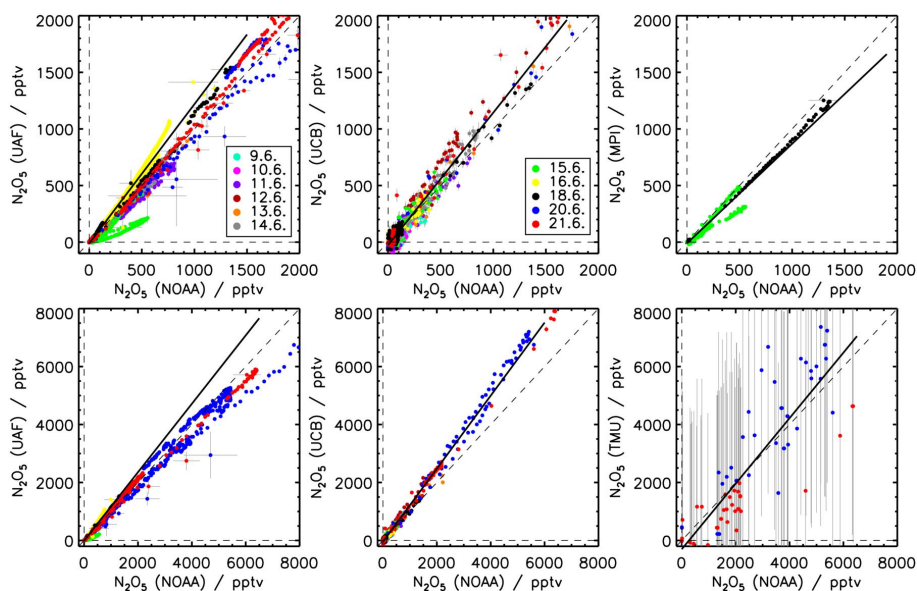 2000
1500
1000
500
0
N₂O₅ (UAF) / pptv
9.6.
10.6.
11.6.
12.6.
13.6.
14.6.
0 500 1000 1500 2000
N₂O₅ (NOAA) / pptv
2000
1500
1000
500
0
N₂O₅ (UCB) / pptv
15.6.
16.6.
18.6.
20.6.
21.6.
0 500 1000 1500 2000
N₂O₅ (NOAA) / pptv
2000
1500
1000
500
0
N₂O₅ (MPI) / pptv
0 500 1000 1500 2000
N₂O₅ (NOAA) / pptv
8000
6000
4000
2000
0
N₂O₅ (UAF) / pptv
0 2000 4000 6000 8000
N₂O₅ (NOAA) / pptv
8000
6000
4000
2000
0
N₂O₅ (UCB) / pptv
0 2000 4000 6000 8000
N₂O₅ (NOAA) / pptv
8000
6000
4000
2000
0
N₂O₅ (TMU) / pptv
0 2000 4000 6000 8000
N₂O₅ (NOAA) / pptv